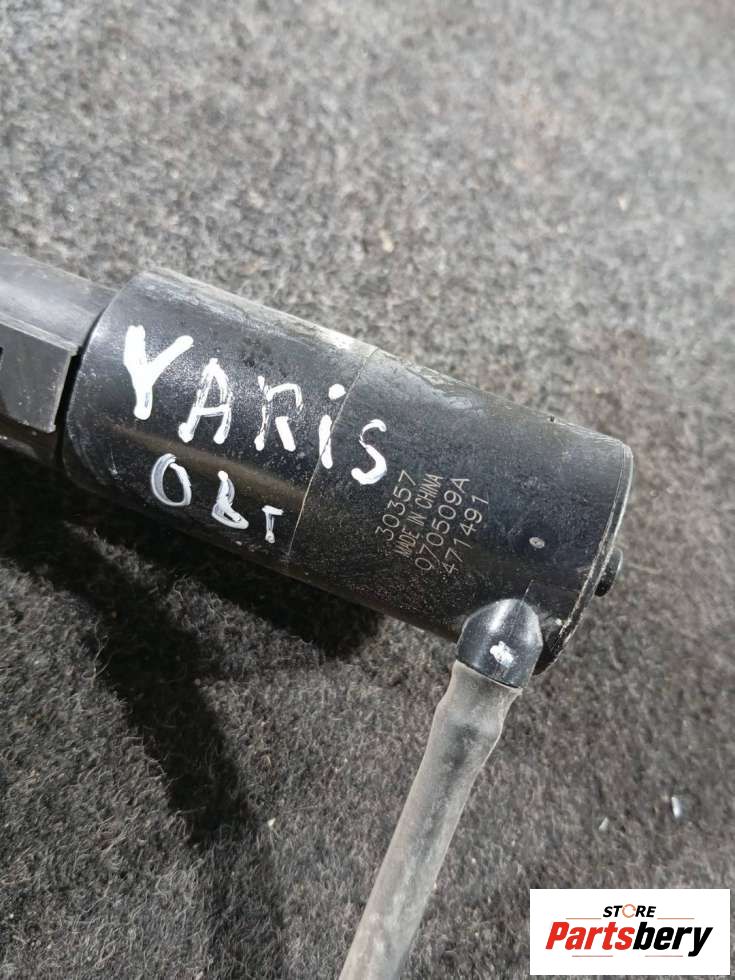 YARiS
30357
MADE IN CHINA
070509A
471491
STORE
Partsbery